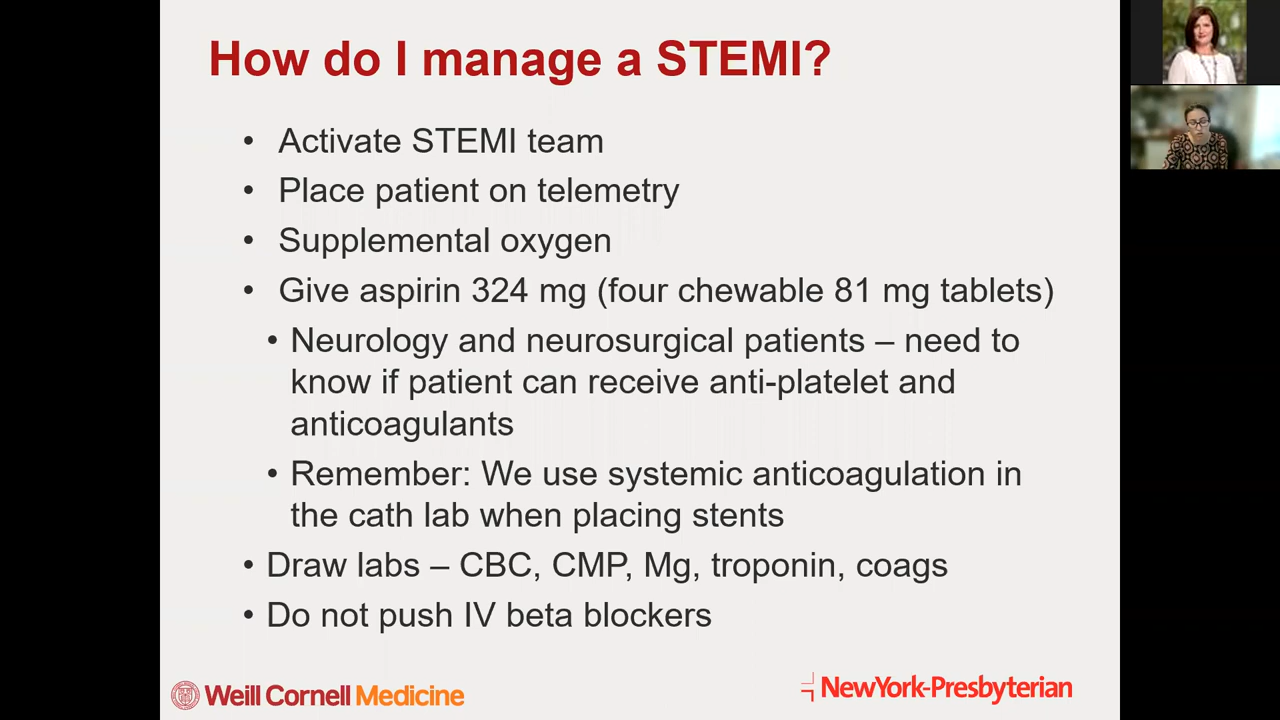 How do I manage a STEMI?
• Activate STEMI team
• Place patient on telemetry
• Supplemental oxygen
• Give aspirin 324 mg (four chewable 81 mg tablets)
• Neurology and neurosurgical patients – need to
know if patient can receive anti-platelet and
anticoagulants
• Remember: We use systemic anticoagulation in
the cath lab when placing stents
• Draw labs – CBC, CMP, Mg, troponin, coags
• Do not push IV beta blockers
Weill Cornell Medicine
NewYork-Presbyterian